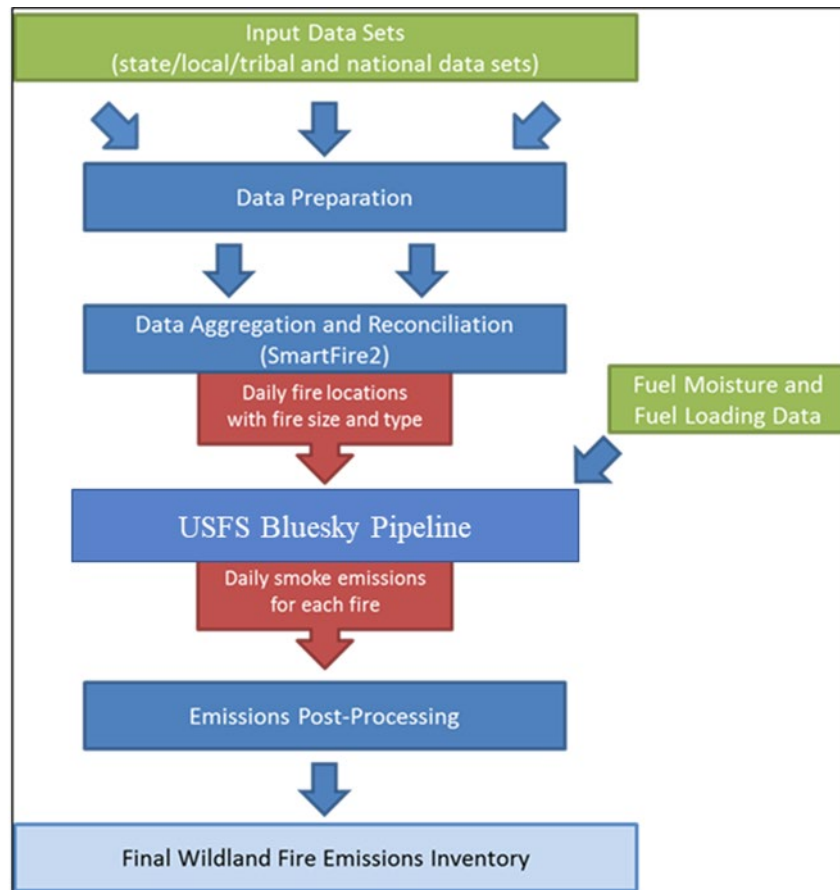 Input Data Sets
(state/local/tribal and national data sets)
Data Preparation
Data Aggregation and Reconciliation
(SmartFire2)
Daily fire locations
with fire size and type
Fuel Moisture and
Fuel Loading Data
USFS Bluesky Pipeline
Daily smoke emissions
for each fire
Emissions Post-Processing
Final Wildland Fire Emissions Inventory